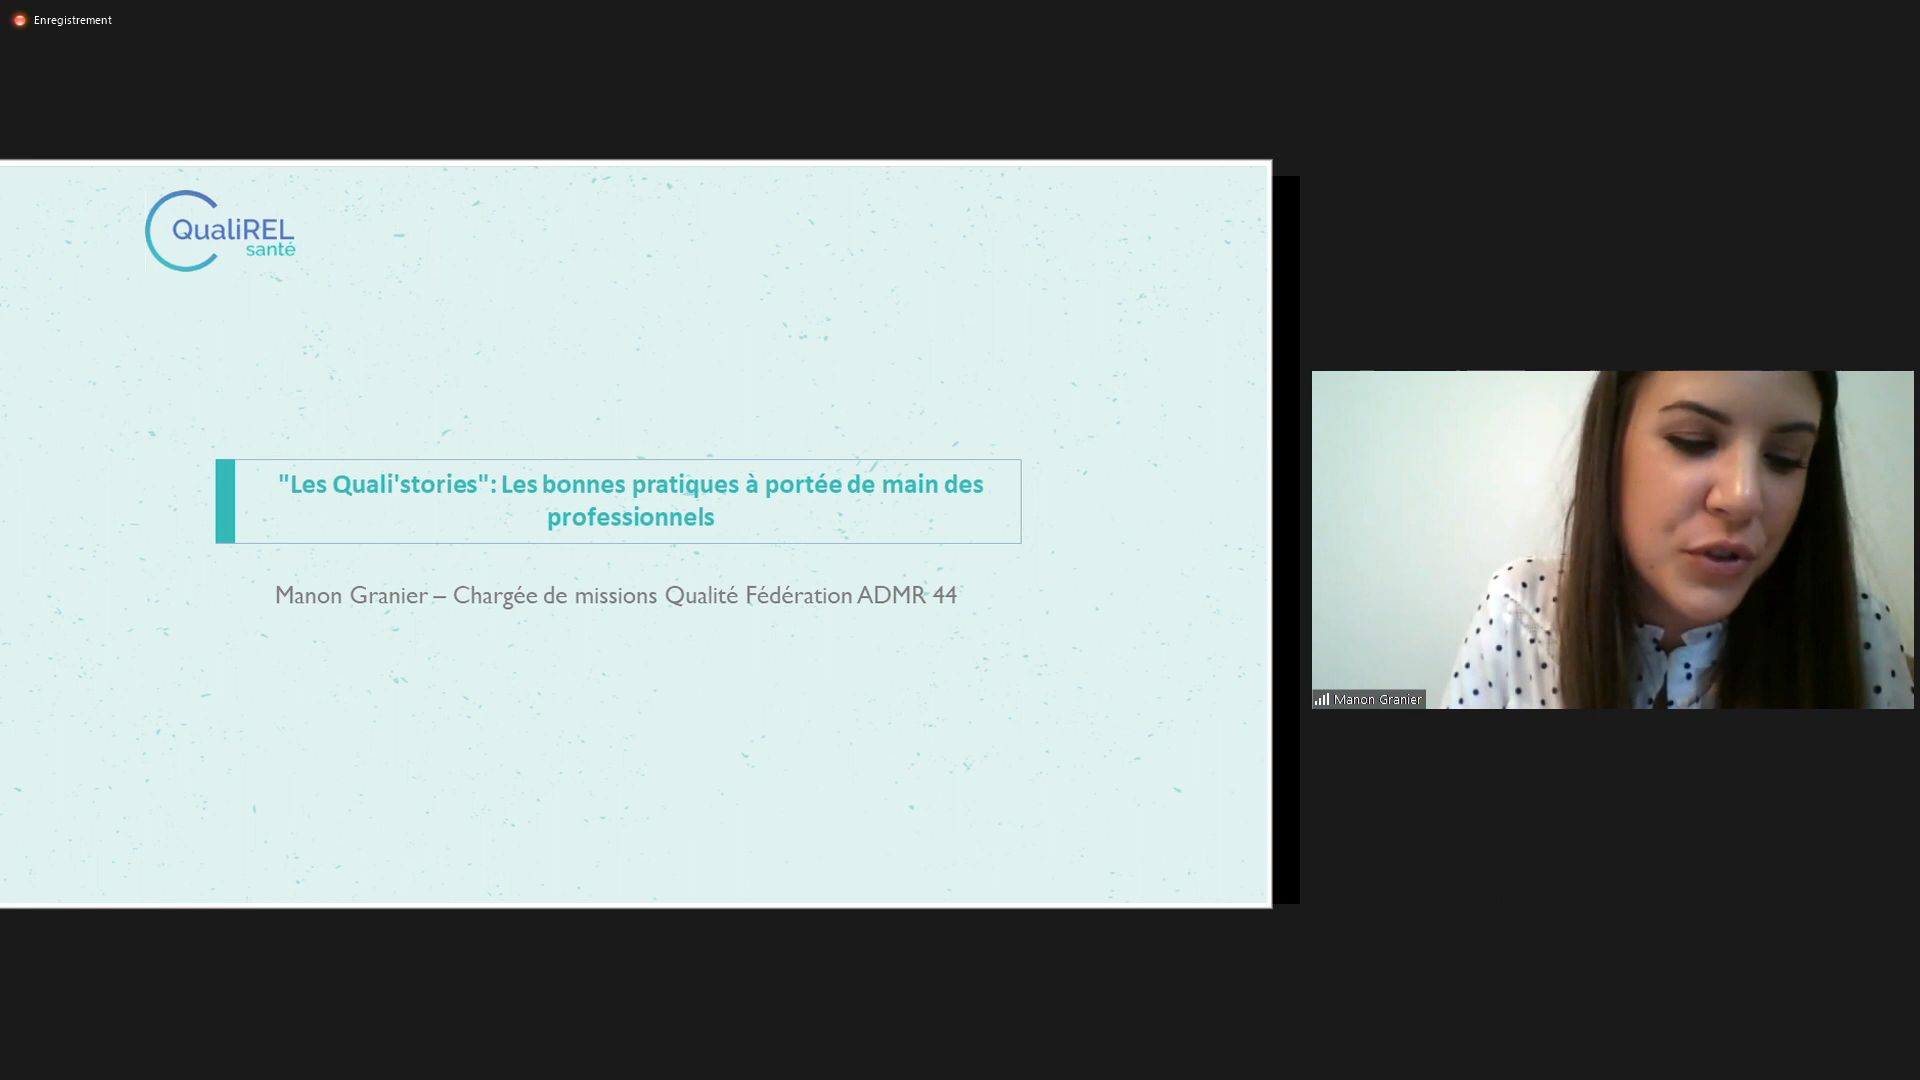 Enregistrement
QualiREL
santé
"Les Quali'stories": Les bonnes pratiques à portée de main des
professionnels
Manon Granier – Chargée de missions Qualité Fédération ADMR 44
Manon Granier